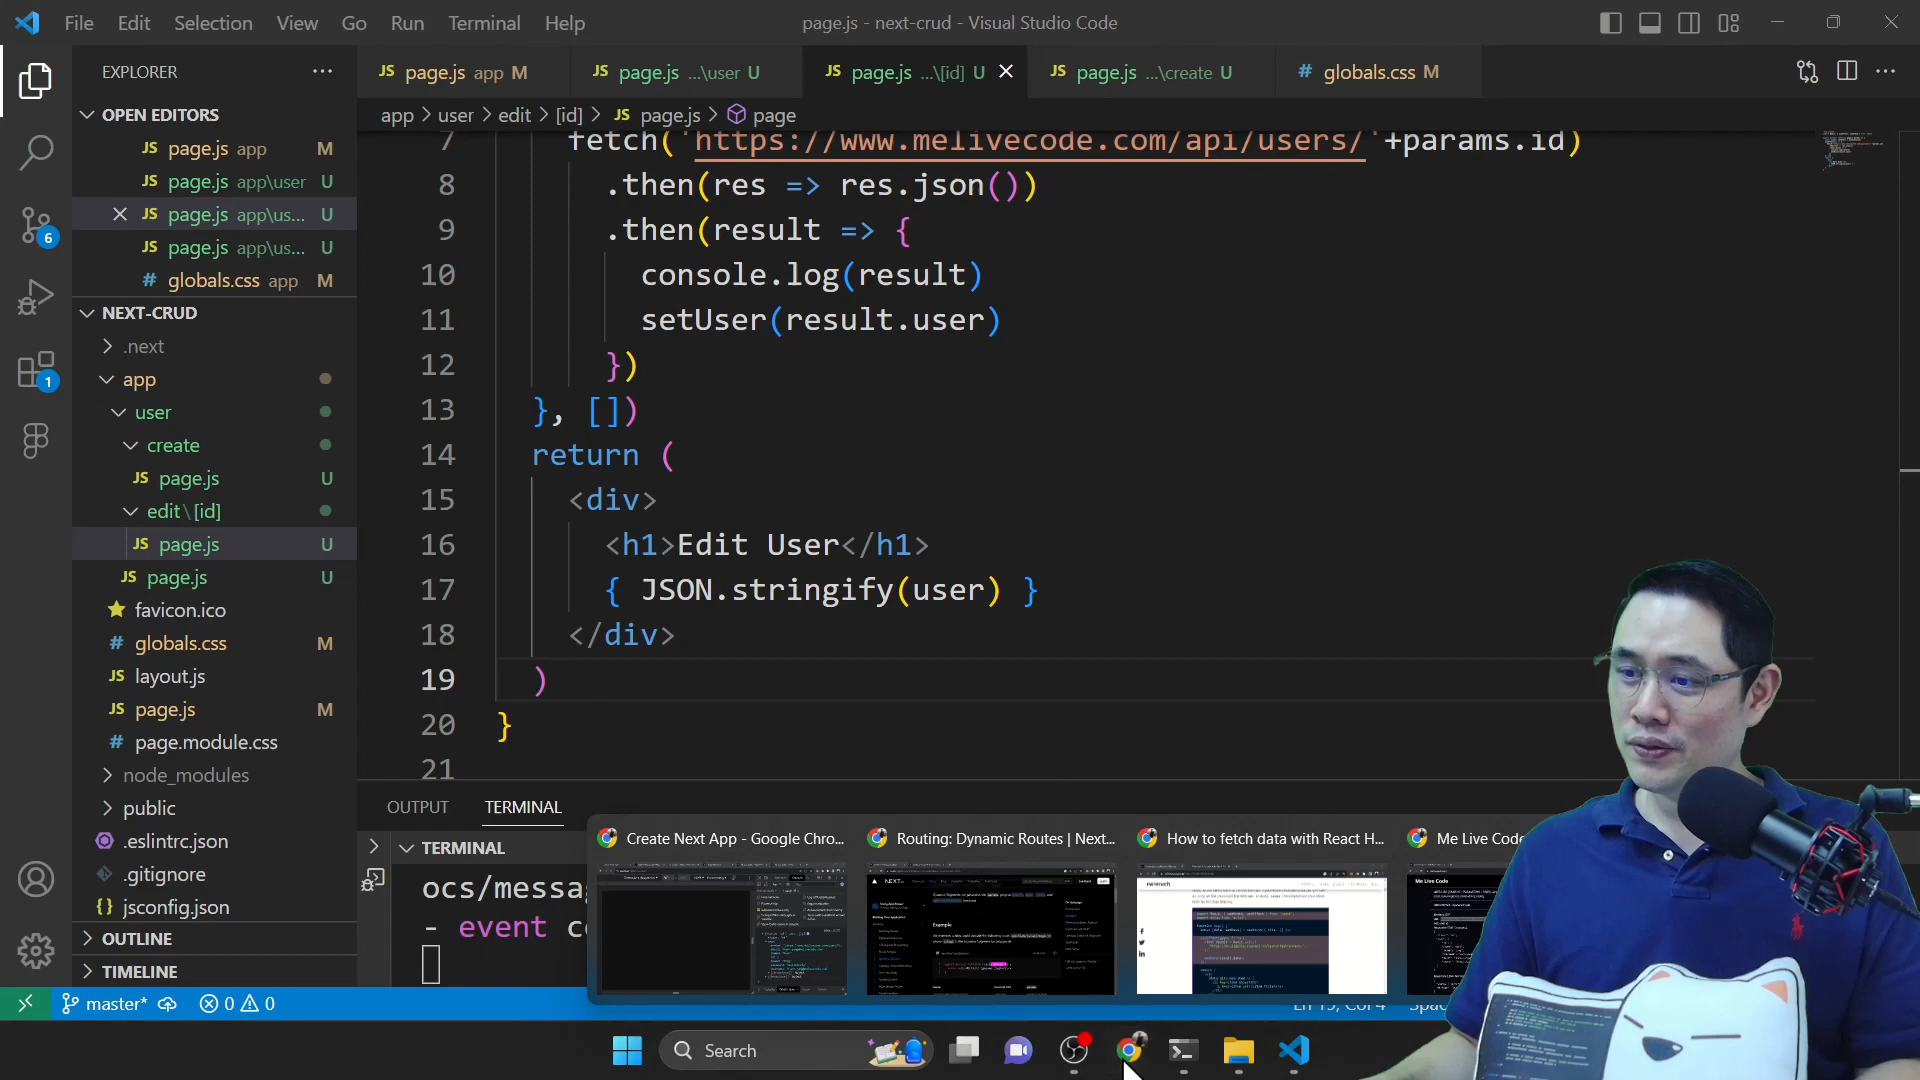 File Edit Selection View Go Run Terminal Help
page.js - next-crud - Visual Studio Code
EXPLORER
OPEN EDITORS
JS page.js app M
JS page.js app\user U
JS page.js app\us... U
JS page.js app\us... U
# globals.css app M
NEXT-CRUD
.next
app
user
create
JS page.js U
edit\[id]
JS page.js U
JS page.js U
favicon.ico
# globals.css M
JS layout.js
JS page.js M
# page.module.css
node_modules
public
.eslintrc.json
.gitignore
{} jsconfig.json
OUTLINE
TIMELINE
6
1
JS page.js app M
JS page.js ...\user U
JS page.js ...\[id] U
JS page.js ...\create U
# globals.css M
app > user > edit > [id] > JS page.js > page
7 fetch('https://www.melivecode.com/api/users/'+params.id)
8 .then(res => res.json())
9 .then(result => {
10 console.log(result)
11 setUser(result.user)
12 })
13 }, [])
14 return (
15 <div>
16 <h1>Edit User</h1>
17 { JSON.stringify(user) }
18 </div>
19 )
20 }
21
OUTPUT TERMINAL
TERMINAL
ocs/messa
- event c
Create Next App - Google Chro...
Routing: Dynamic Routes | Next...
How to fetch data with React H...
Me Live Code
Example
master* 0 0
Search